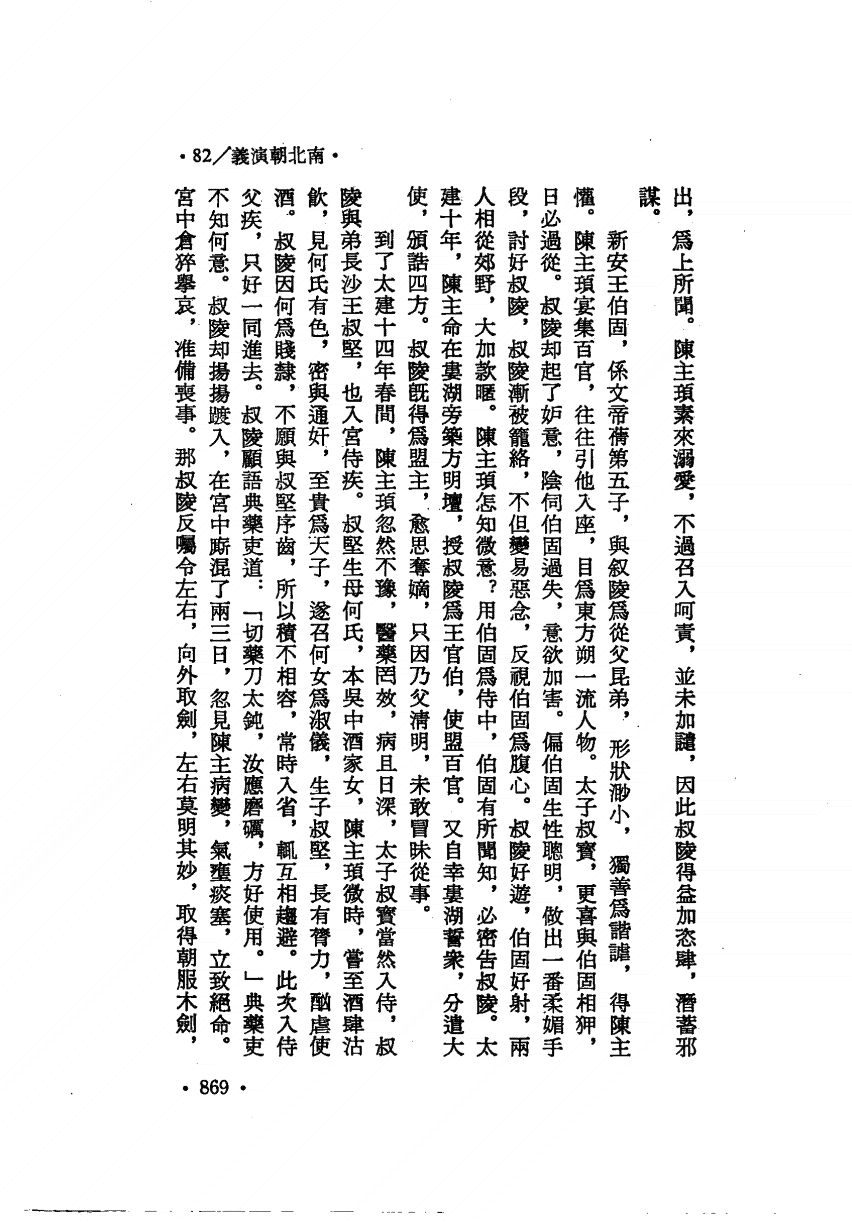 ·82／義演朝北南·
出，爲上所聞。陳主頊素來溺愛，不過召入呵責，並未加譴，因此叔陵得益加恣肆，潛蓄邪
謀。
新安王伯固，係文帝蒨第五子，與叙陵爲從父昆弟，形狀渺小，獨善爲諧謔，得陳主
懽。陳主頊宴集百官，往往引他入座，目爲東方朔一流人物。太子叔寶，更喜與伯固相狎，
日必過從。叔陵却起了妒意，陰伺伯固過失，意欲加害。偏伯固生性聰明，做出一番柔媚手
段，討好叔陵，叔陵漸被籠絡，不但變易惡念，反視伯固爲腹心。叔陵好遊，伯固好射，兩
人相從郊野，大加款暱。陳主頊怎知微意？用伯固爲侍中，伯固有所聞知，必密告叔陵。太
建十年，陳主命在婁湖旁築方明壇，授叔陵爲王官伯，使盟百官。又自幸婁湖誓衆，分遣大
使，頒誥四方。叔陵旣得爲盟主，愈思奪嫡，只因乃父清明，未敢冒昧從事。
到了太建十四年春間，陳主頊忽然不豫，醫藥罔效，病且日深，太子叔寶當然入侍，叔
陵與弟長沙王叔堅，也入宮侍疾。叔堅生母何氏，本吳中酒家女，陳主頊微時，嘗至酒肆沽
飲，見何氏有色，密與通奸，至貴爲天子，遂召何女爲淑儀，生子叔堅，長有膂力，酗虐使
酒。叔陵因何爲賤隸，不願與叔堅序齒，所以積不相容，常時入省，輒互相趨避。此次入侍
父疾，只好一同進去。叔陵顧語典藥吏道：「切藥刀太鈍，汝應磨礪，方好使用。」典藥吏
不知何意。叔陵却揚揚踱入，在宮中廝混了兩三日，忽見陳主病變，氣壅痰塞，立致絕命。
宮中倉猝擧哀，准備喪事。那叔陵反囑令左右，向外取劍，左右莫明其妙，取得朝服木劍，
·869·